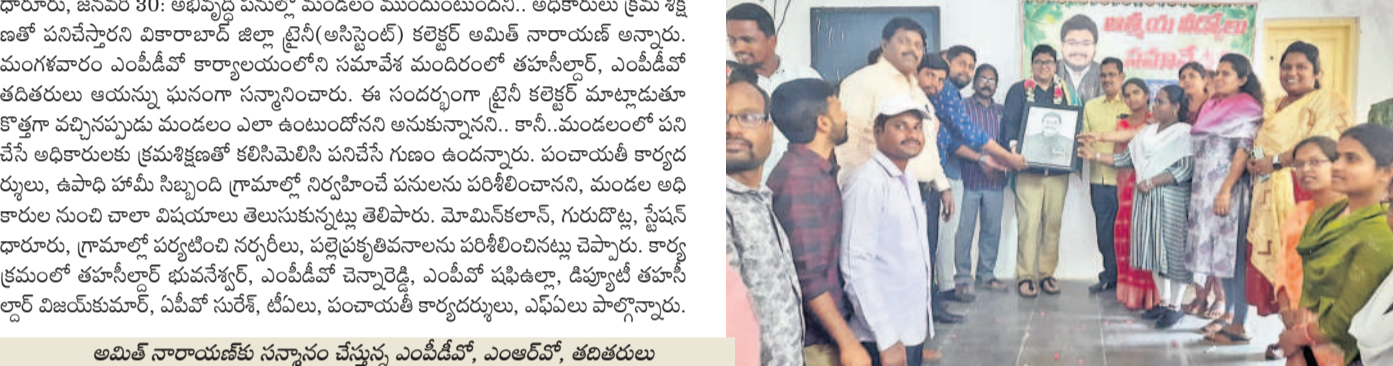 ధారూరు, జనవరి 30: అభివృద్ధి పనుల్లో మండలం ముందుంటుందని.. అధికారులు క్రమ శిక్ష
ణతో పనిచేస్తారని వికారాబాద్ జిల్లా ట్రైనీ(అసిస్టెంట్) కలెక్టర్ అమిత్ నారాయణ్ అన్నారు.
మంగళవారం ఎంపీడీవో కార్యాలయంలోని సమావేశ మందిరంలో తహసీల్దార్, ఎంపీడీవో
తదితరులు ఆయన్ను ఘనంగా సన్మానించారు. ఈ సందర్భంగా ట్రైనీ కలెక్టర్ మాట్లాడుతూ
కొత్తగా వచ్చినప్పుడు మండలం ఎలా ఉంటుందోనని అనుకున్నానని.. కానీ..మండలంలో పని
చేసే అధికారులకు క్రమశిక్షణతో కలిసిమెలిసి పనిచేసే గుణం ఉందన్నారు. పంచాయతీ కార్యద
ర్శులు, ఉపాధి హామీ సిబ్బంది గ్రామాల్లో నిర్వహించే పనులను పరిశీలించానని, మండల అధి
కారుల నుంచి చాలా విషయాలు తెలుసుకున్నట్లు తెలిపారు. మోమిన్‌కలాన్, గురుదొట్ల, స్టేషన్
ధారూరు, గ్రామాల్లో పర్యటించి నర్సరీలు, పల్లెప్రకృతివనాలను పరిశీలించినట్లు చెప్పారు. కార్య
క్రమంలో తహసీల్దార్ భువనేశ్వర్, ఎంపీడీవో చెన్నారెడ్డి, ఎంపీవో షఫిఉల్లా, డిప్యూటీ తహసీ
ల్దార్ విజయ్‌కుమార్, ఏపీవో సురేశ్, టీఏలు, పంచాయతీ కార్యదర్శులు, ఎఫ్ఏలు పాల్గొన్నారు.
అమిత్ నారాయణ్‌కు సన్మానం చేస్తున్న ఎంపీడీవో, ఎంఆర్‌వో, తదితరులు
ఆత్మీయ వీడ్కోలు